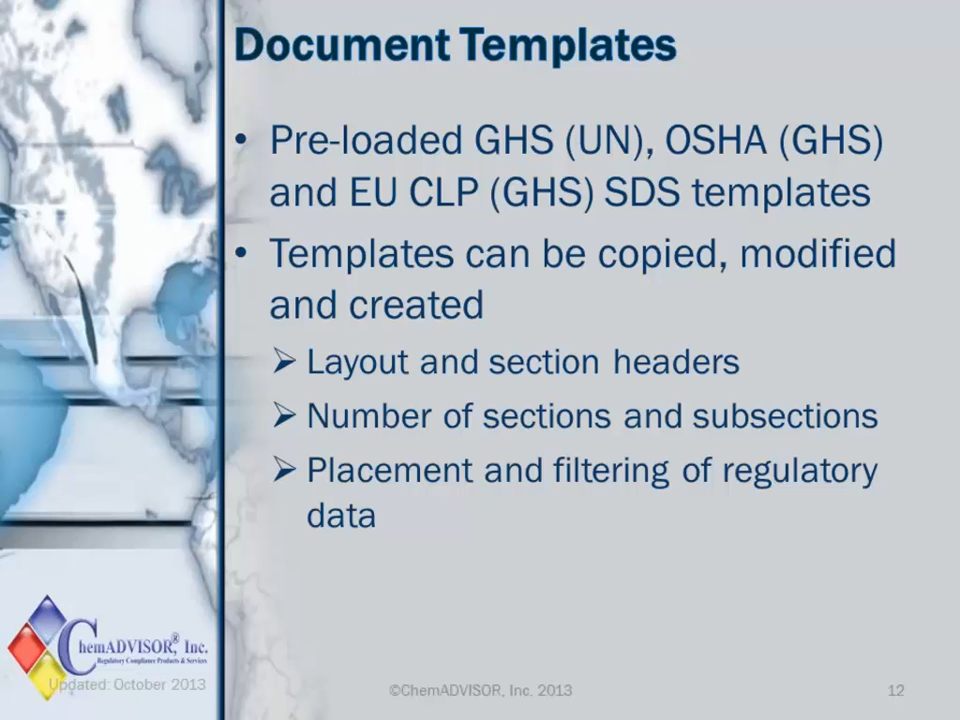 Document Templates
• Pre-loaded GHS (UN), OSHA (GHS)
and EU CLP (GHS) SDS templates
• Templates can be copied, modified
and created
➢ Layout and section headers
➢ Number of sections and subsections
➢ Placement and filtering of regulatory
data
ChemADVISOR,® Inc.
Regulatory Compliance Products & Services
Updated: October 2013
©ChemADVISOR, Inc. 2013
12